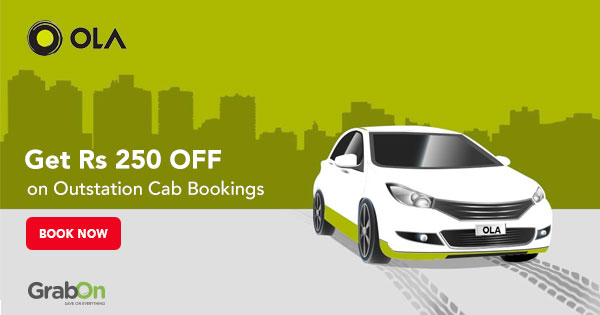 OLA
Get Rs 250 OFF
on Outstation Cab Bookings
OLA
BOOK NOW
GrabOn
SAVE ON EVERYTHING